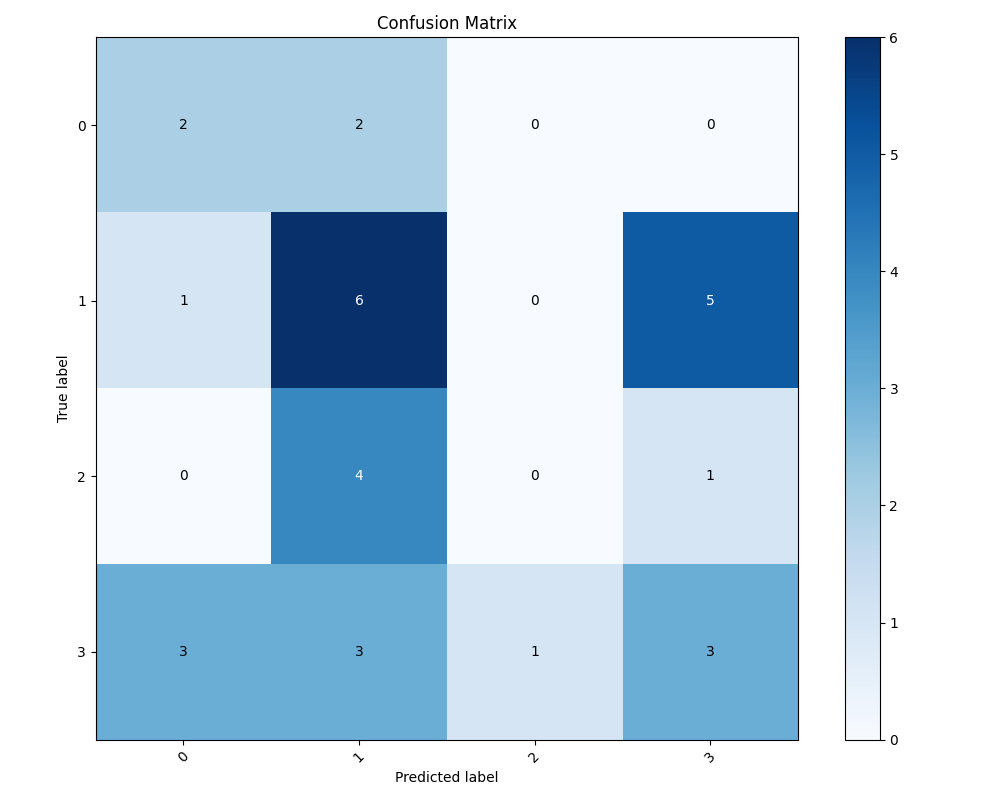 Confusion Matrix
0 2 2 0 0
1 1 6 0 5
2 0 4 0 1
3 3 3 1 3
0 1 2 3
Predicted label
True label
6
5
4
3
2
1
0